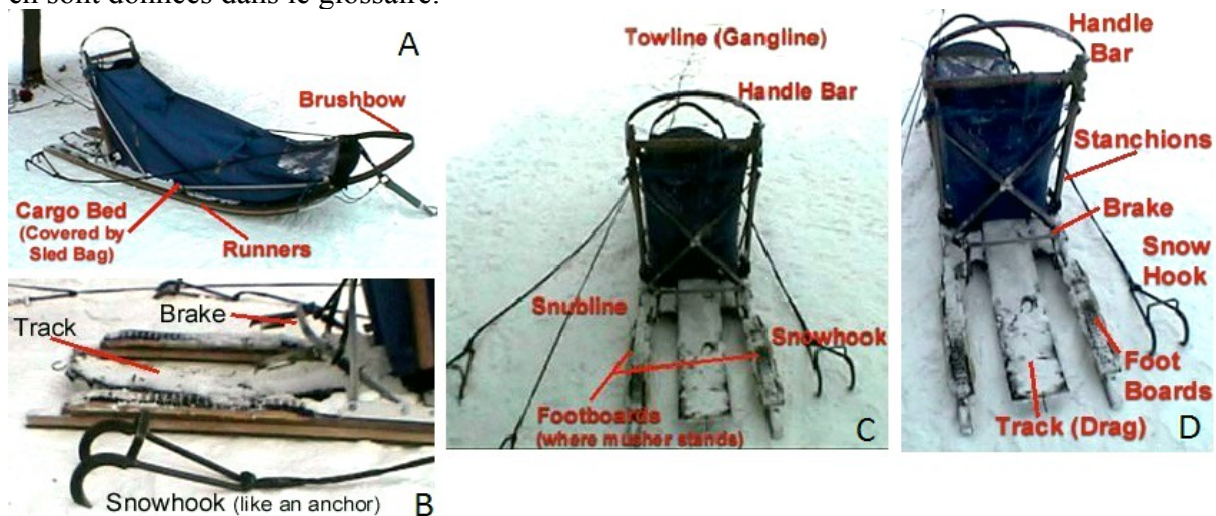 en sont données dans le glossaire.
A
Brushbow
Cargo Bed
(Covered by
Sled Bag)
Runners
Brake
Track
Snowhook (like an anchor)
B
Towline (Gangline)
Handle Bar
Snubline
Snowhook
Footboards
(where musher stands)
C
Handle
Bar
Stanchions
Brake
Snow
Hook
Foot
Boards
Track (Drag)
D